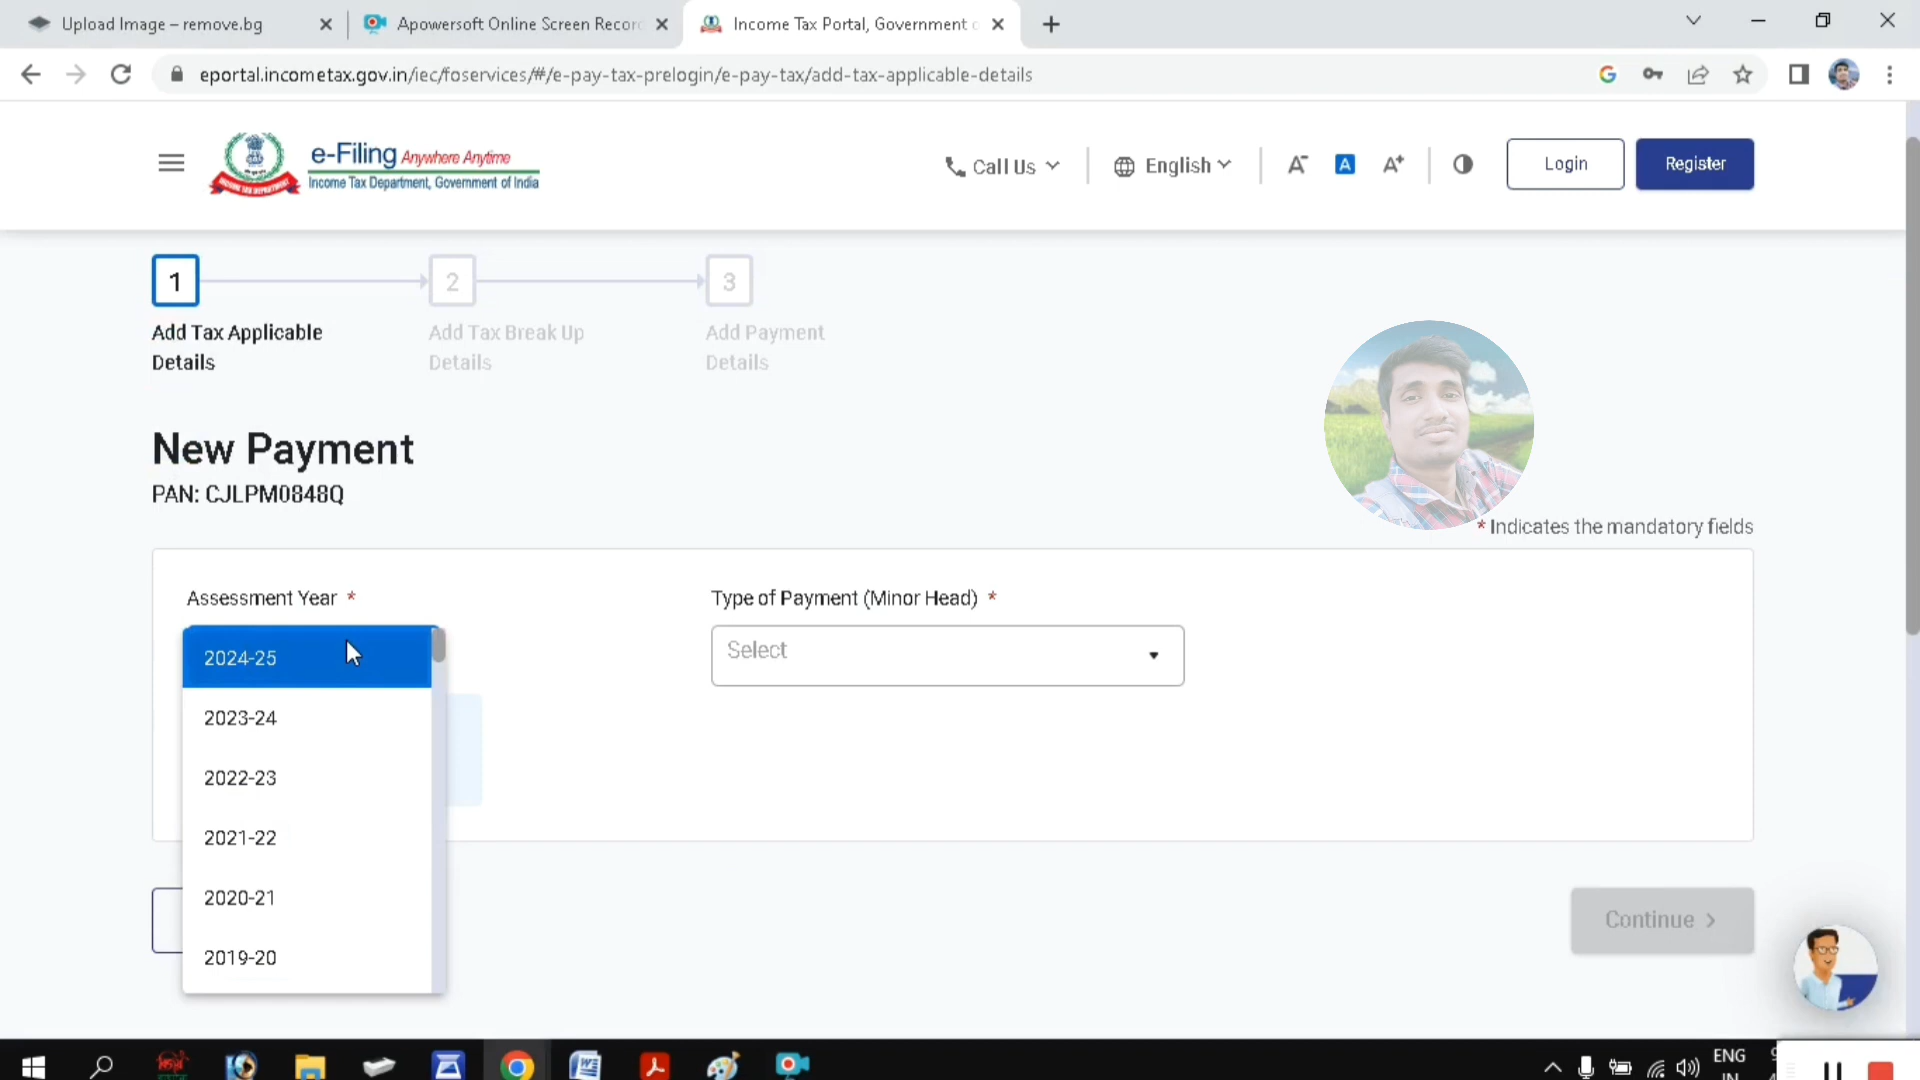 Upload Image – remove.bg
Apowersoft Online Screen Record
Income Tax Portal, Government o
eportal.incometax.gov.in/iec/foservices/#/e-pay-tax-prelogin/e-pay-tax/add-tax-applicable-details
e-Filing Anywhere Anytime
Income Tax Department, Government of India
Call Us
English
A-
A
A+
Login
Register
1
2
3
Add Tax Applicable
Details
Add Tax Break Up
Details
Add Payment
Details
New Payment
PAN: CJLPM0848Q
* Indicates the mandatory fields
Assessment Year *
Type of Payment (Minor Head) *
Select
2024-25
2023-24
2022-23
2021-22
2020-21
2019-20
Continue
ENG
IN